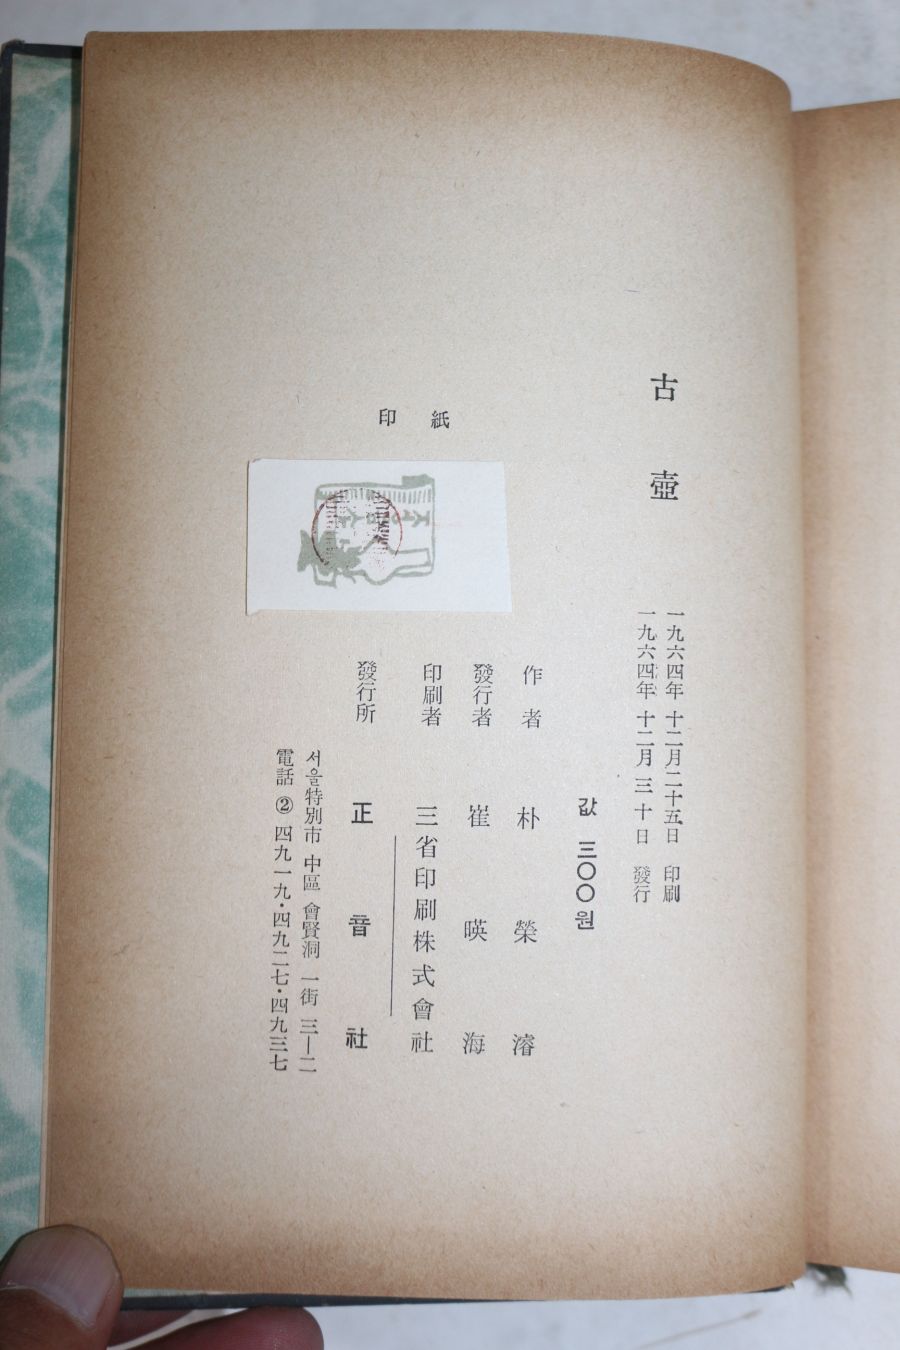 古壺
一九六四年 十二月二十五日 印刷
一九六四年 十二月 三十日 發行
값 三〇〇원
作者 朴榮濬
發行者 崔暎海
印刷者 三省印刷株式會社
發行所 正音社
서울特別市 中區 會賢洞 一街 三—二
電話 ② 四九一九·四九二七·四九三七
印紙